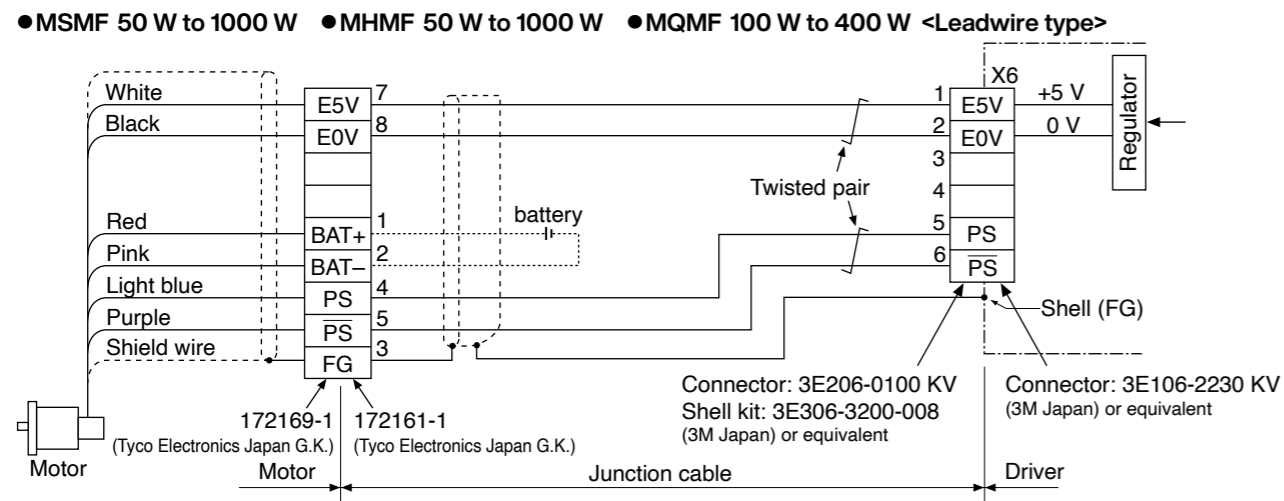 ●MSMF 50 W to 1000 W ●MHMF 50 W to 1000 W ●MQMF 100 W to 400 W <Leadwire type>
White
Black
Red
Pink
Light blue
Purple
Shield wire
E5V 7
E0V 8
BAT+ 1
BAT– 2
PS 4
P̅S̅ 5
FG 3
battery
Twisted pair
X6
1 E5V +5 V
2 E0V 0 V
3
4
5 PS
6 P̅S̅
Regulator
Shell (FG)
172169-1
(Tyco Electronics Japan G.K.)
172161-1
(Tyco Electronics Japan G.K.)
Connector: 3E206-0100 KV
Shell kit: 3E306-3200-008
(3M Japan) or equivalent
Connector: 3E106-2230 KV
(3M Japan) or equivalent
Motor
Motor
Junction cable
Driver